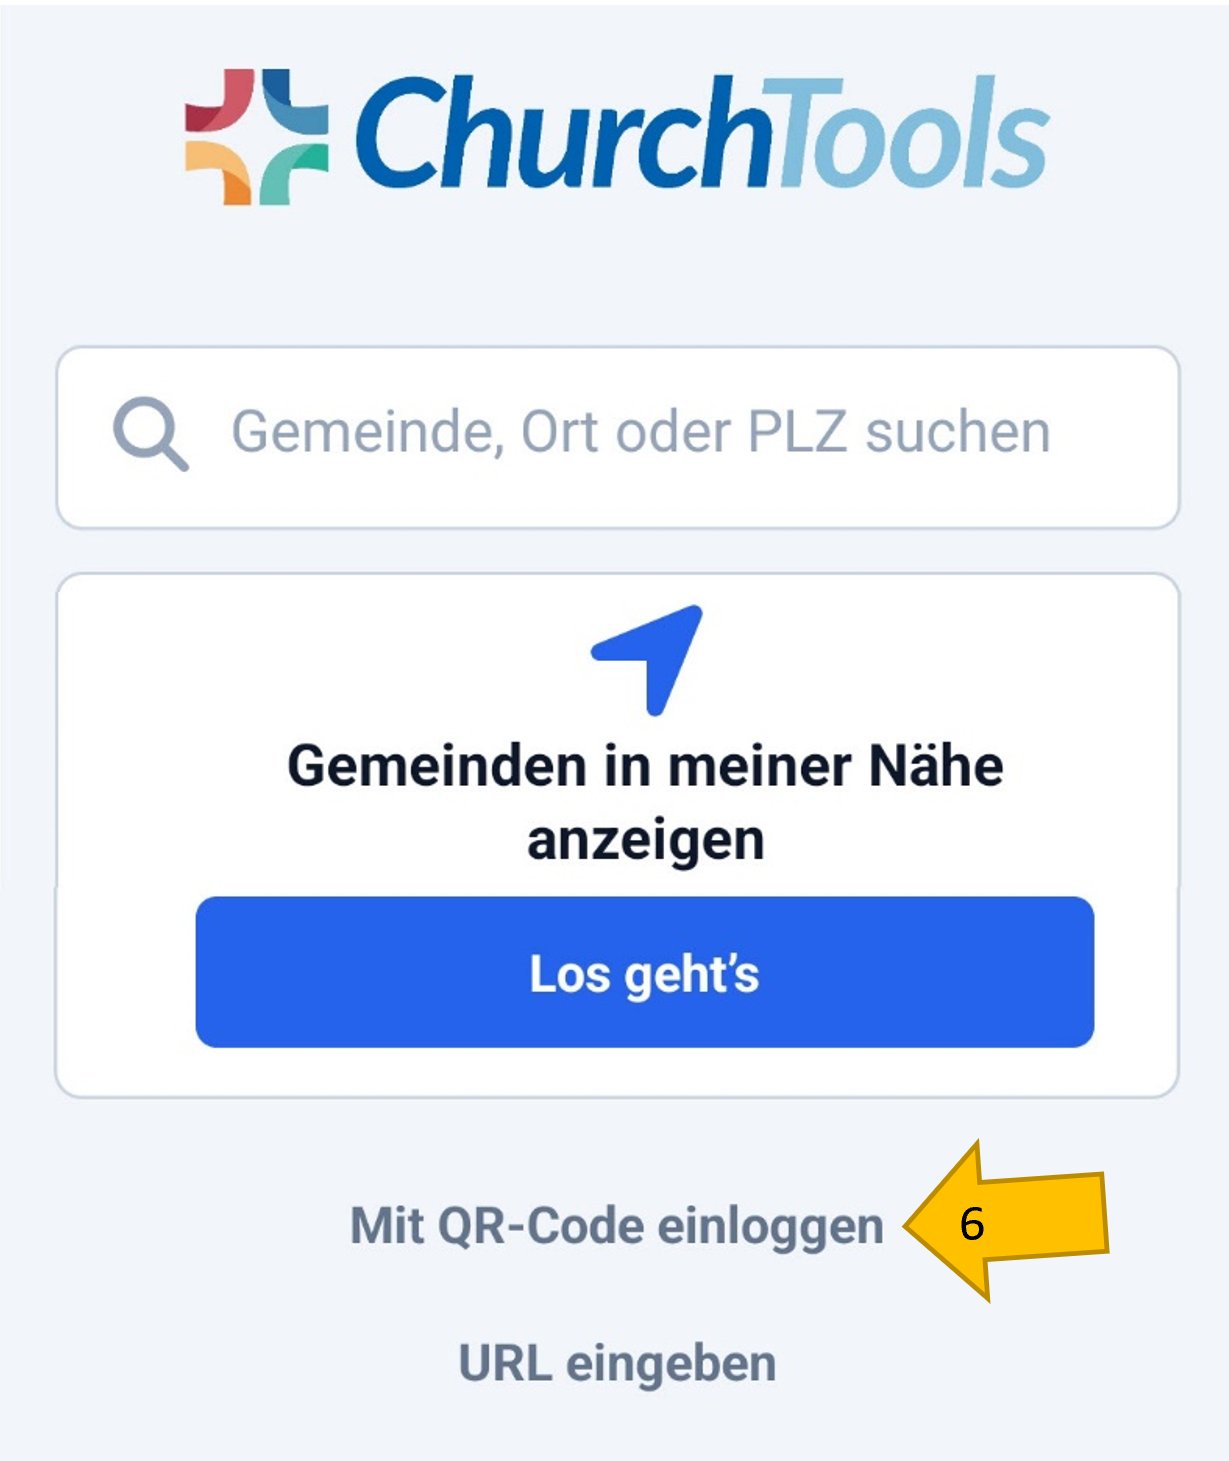 ChurchTools
Gemeinde, Ort oder PLZ suchen
Gemeinden in meiner Nähe
anzeigen
Los geht’s
Mit QR-Code einloggen
6
URL eingeben